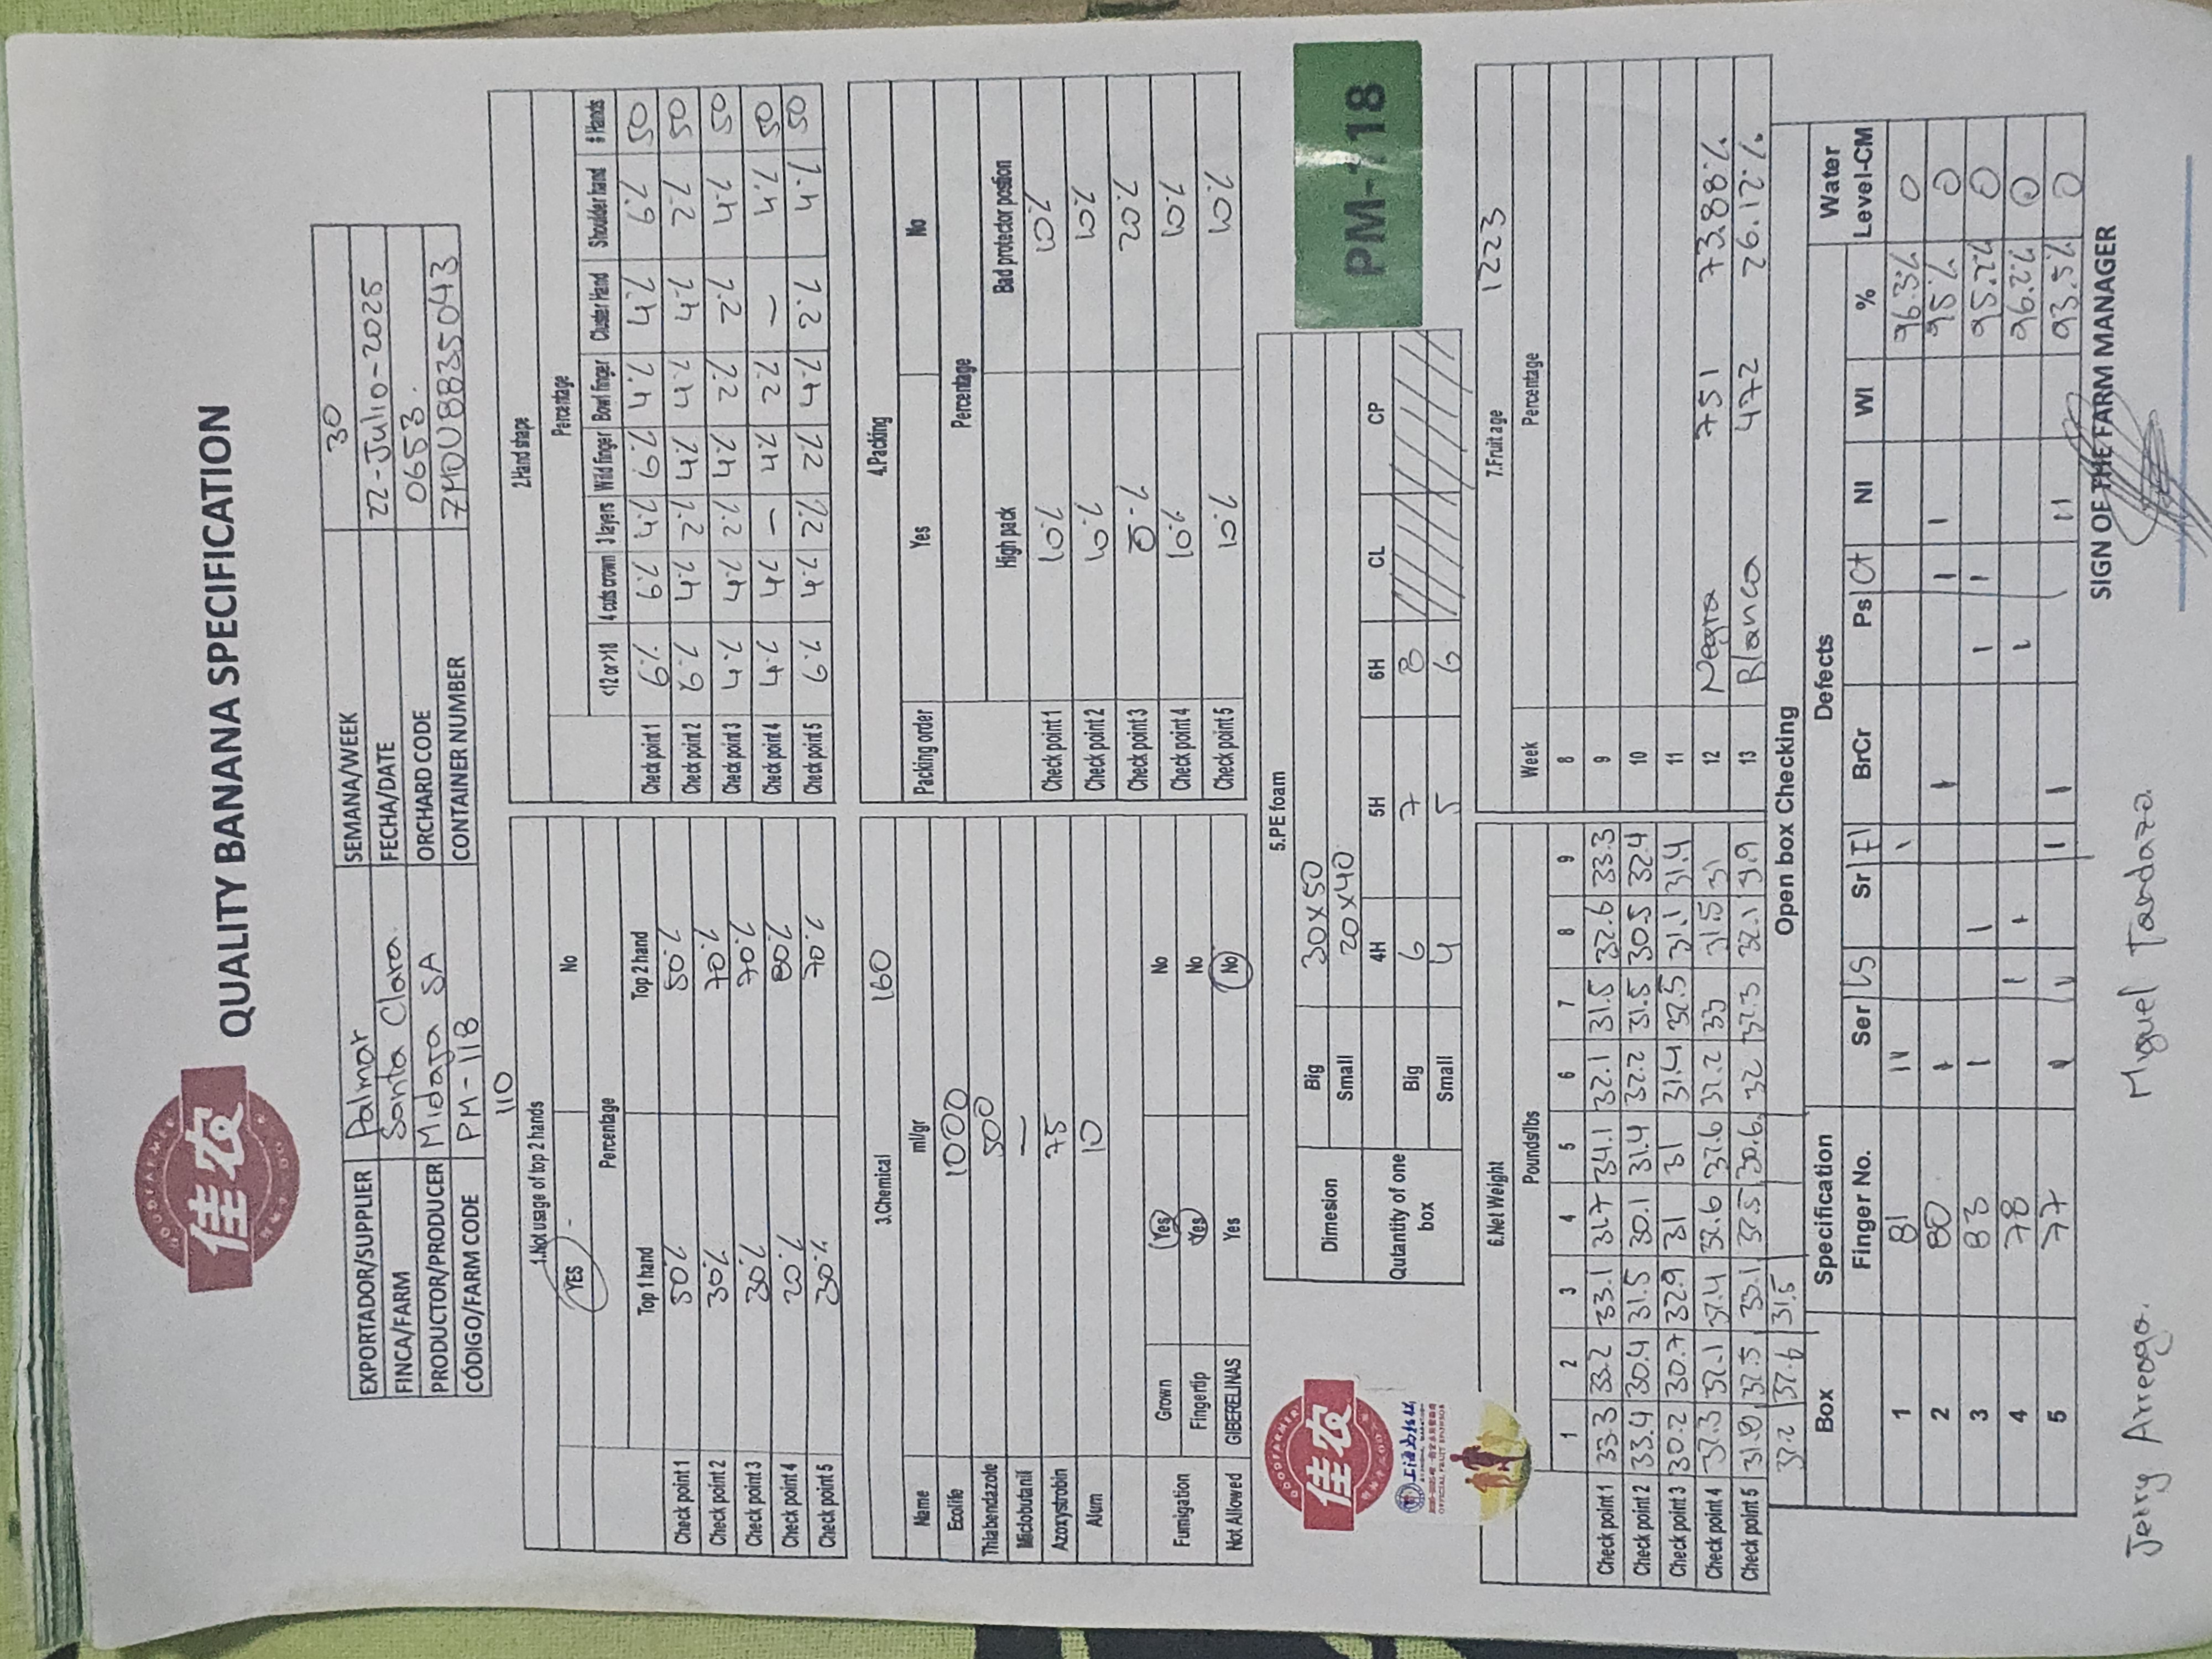 GOODFARMER
佳农
QUALITY BANANA SPECIFICATION
EXPORTADOR/SUPPLIER Palmar SEMANA/WEEK 30
FINCA/FARM Santa Clara. FECHA/DATE 22-Julio-2025
PRODUCTOR/PRODUCER Midaja SA ORCHARD CODE 0653.
CÓDIGO/FARM CODE PM-118 CONTAINER NUMBER ZMOU8835043
110
1.Not usage of top 2 hands
YES - No
Percentage
Top 1 hand Top 2 hand
Check point 1 50% 50%
Check point 2 30% 70%
Check point 3 30% 70%
Check point 4 20% 80%
Check point 5 30% 70%
2.Hand shape
Percentage
<12 or >18 4 cuts crown 3 layers Wild finger Bowl finger Cluster Hand Shoulder hand # Hands
Check point 1 6% 6% 4% 6% 4% 4% 6% 50
Check point 2 6% 4% 2% 4% 4% 4% 2% 50
Check point 3 4% 4% 2% 4% 2% 2% 4% 50
Check point 4 4% 4% — 4% 2% — 4% 50
Check point 5 6% 4% 2% 2% 4% 2% 4% 50
3.Chemical 160
Name ml/gr
Ecolife 1000
Thiabendazole 500
Miclobutanil —
Azoxystrobin 75
Alum 10
Fumigation Grown Yes No
Fingertip Yes No
Not Allowed GIBERELINAS Yes No
4.Packing
Packing order Yes No
Percentage
High pack Bad protector postion
Check point 1 10% 10%
Check point 2 10% 10%
Check point 3 0% 20%
Check point 4 10% 10%
Check point 5 10% 10%
GOODFARMER
佳农
OFFICIAL FRUIT SPONSOR
5.PE foam
Dimesion Big 30x50
Small 20x40
Qutantity of one box 4H 5H 6H CL CP
Big 6 7 8
Small 4 5 6
PM-118
6.Net Weight
Pounds/lbs
1 2 3 4 5 6 7 8 9
Check point 1 33.3 33.2 33.1 31.7 34.1 32.1 31.5 32.6 33.3
Check point 2 33.4 30.4 31.5 30.1 31.4 32.2 31.5 30.5 32.4
Check point 3 30.2 30.7 32.9 31 31 31.4 32.5 31.1 31.4
Check point 4 32.3 32.1 32.4 32.6 32.6 32.2 33 31.5 31
Check point 5 31.8 32.5 33.1 32.5 30.6 32 32.3 32.1 31.9
32.2 32.6 31.5
7.Fruit age 1223
Week Percentage
8
9
10
11
12 Negra 751 73.88%
13 Blanca 472 26.12%
Open box Checking
Box Specification Defects Water
Finger No. Ser LS Sr Fl BrCr Ps Ct NI WI % Level-CM
1 81 11 1 96.3% 0
2 80 1 1 1 1 95% 0
3 83 1 1 1 1 95.2% 0
4 78 1 1 1 96.2% 0
5 77 1 1 1 1 11 93.5% 0
SIGN OF THE FARM MANAGER
Jerry Arreaga.
Miguel Tandazo.